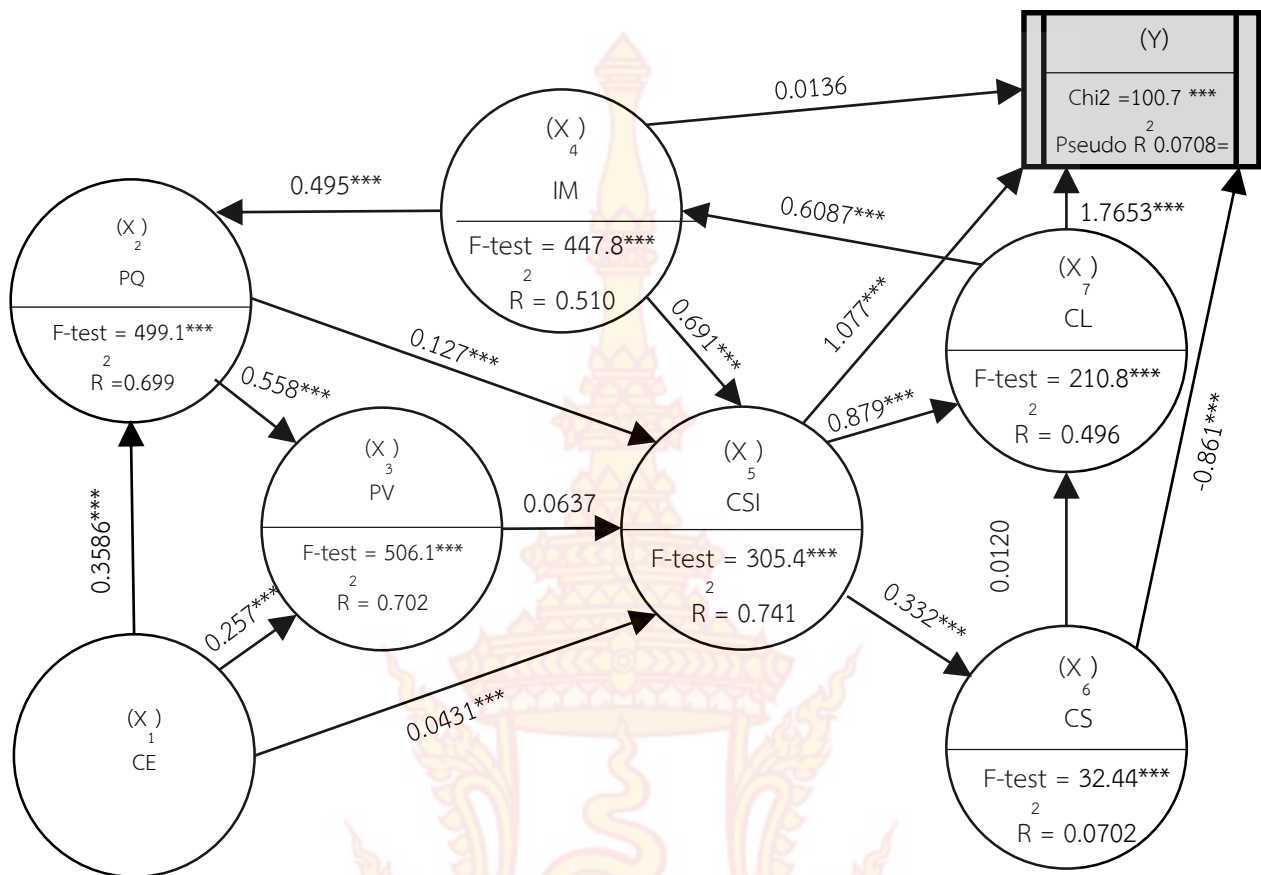 (Y)
Chi2 =100.7 ***
2
Pseudo R 0.0708=
0.0136
(X )
4
IM
F-test = 447.8***
2
R = 0.510
0.495***
0.6087***
1.7653***
(X )
2
PQ
F-test = 499.1***
2
R =0.699
(X )
7
CL
F-test = 210.8***
2
R = 0.496
0.691***
1.077***
0.127***
0.558***
0.879***
-0.861***
(X )
3
PV
F-test = 506.1***
2
R = 0.702
0.0637
(X )
5
CSI
F-test = 305.4***
2
R = 0.741
0.3586***
0.257***
0.0120
0.332***
0.0431***
(X )
1
CE
(X )
6
CS
F-test = 32.44***
2
R = 0.0702